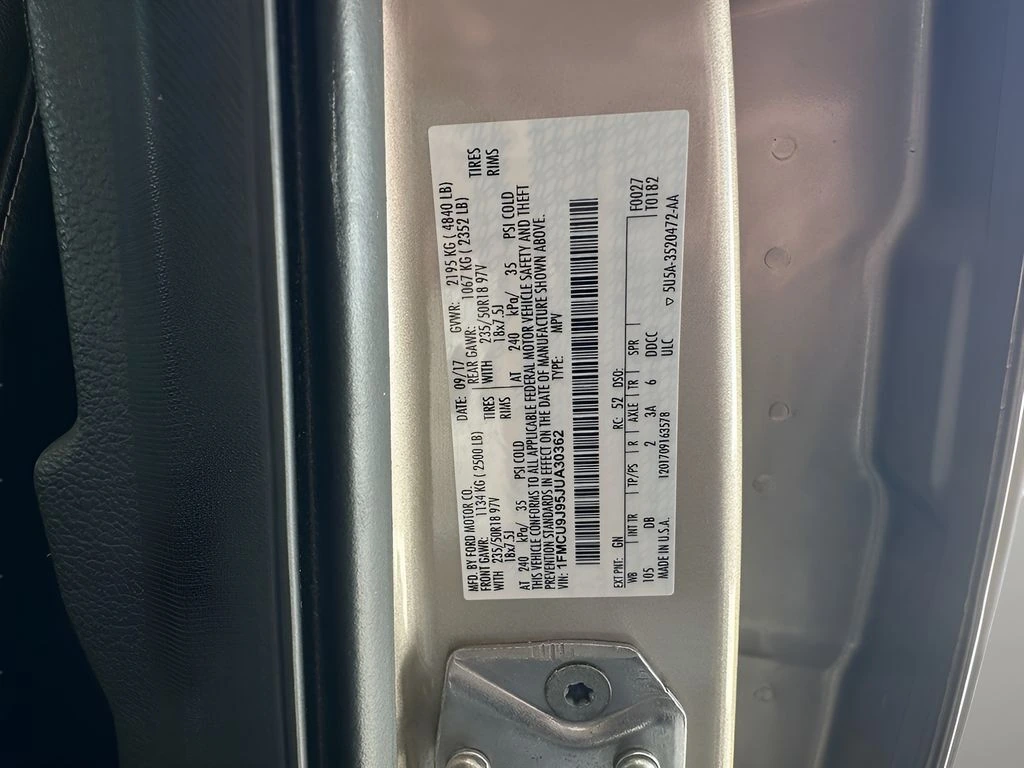 MFD. BY FORD MOTOR CO. DATE: 09/17 GVWR: 2195 KG ( 4840 LB)
FRONT GAWR: 1134 KG ( 2500 LB) REAR GAWR: 1067 KG ( 2352 LB)
WITH 235/50R18 97V TIRES WITH 235/50R18 97V TIRES
18x7.5J RIMS 18x7.5J RIMS
AT 240 kPa/ 35 PSI COLD AT 240 kPa/ 35 PSI COLD
THIS VEHICLE CONFORMS TO ALL APPLICABLE FEDERAL MOTOR VEHICLE SAFETY AND THEFT
PREVENTION STANDARDS IN EFFECT ON THE DATE OF MANUFACTURE SHOWN ABOVE.
VIN: 1FMCU9J95JUA30362 TYPE: MPV
EXT PNT: GN RC: 52 DSO: F0027
WB INT TR TP/PS R AXLE TR SPR T0182
105 DB 2 3A 6 DDCC
MADE IN U.S.A. 1201709163578 ULC ▽ 5U5A-3520472-AA